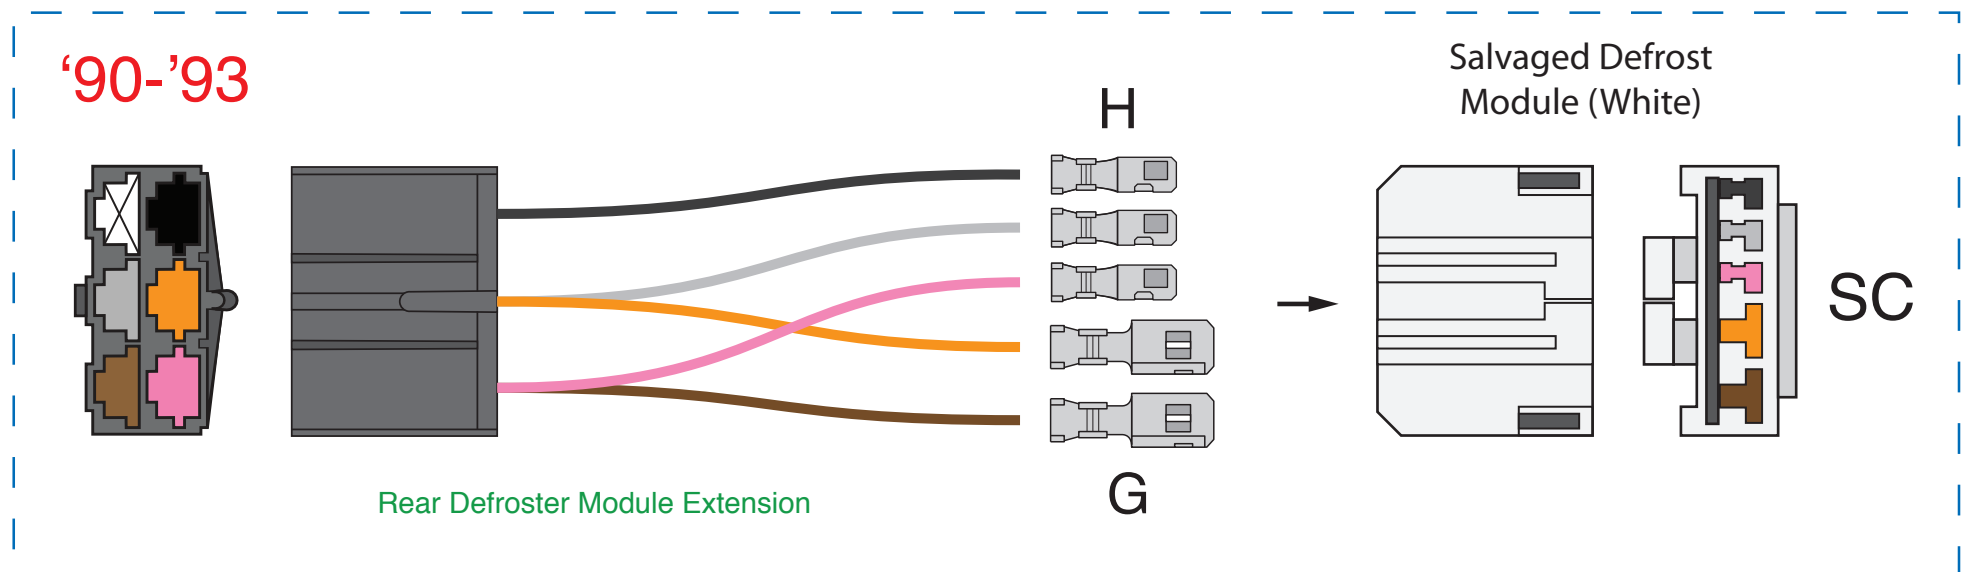 ‘90-’93
H
Salvaged Defrost
Module (White)
SC
G
Rear Defroster Module Extension